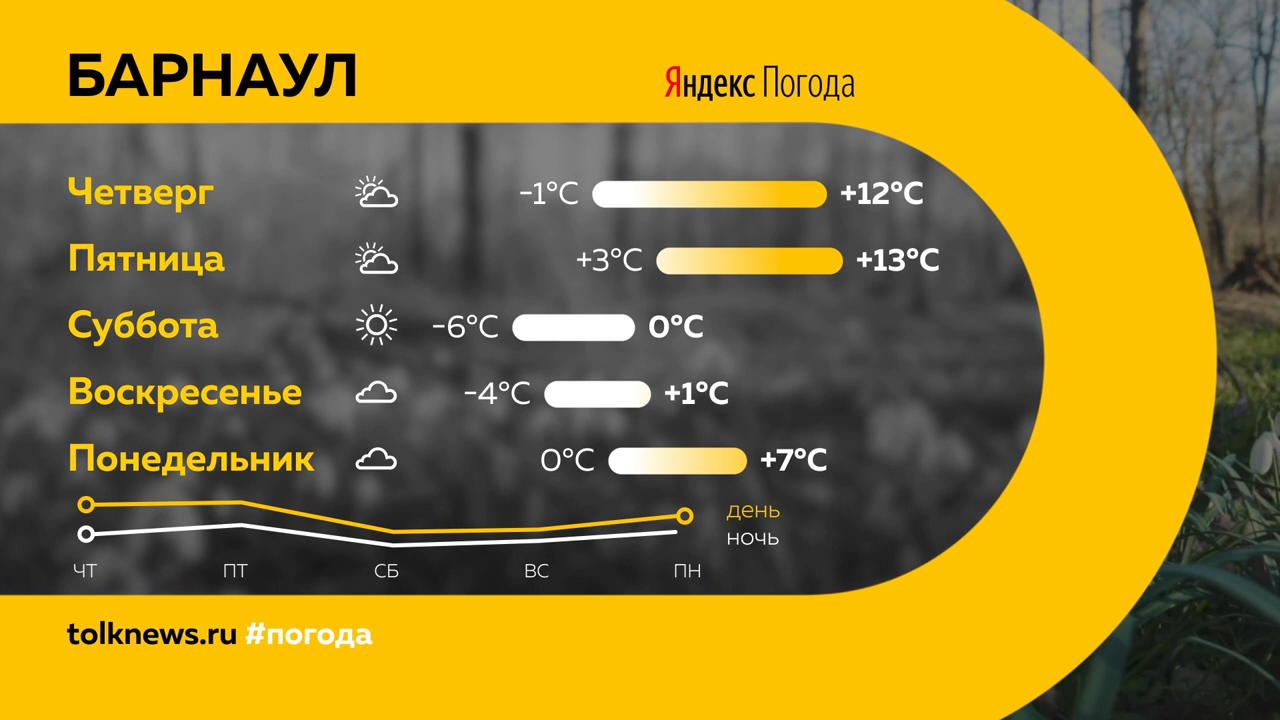 БАРНАУЛ
Яндекс Погода
Четверг -1°C +12°C
Пятница +3°C +13°C
Суббота -6°C 0°C
Воскресенье -4°C +1°C
Понедельник 0°C +7°C
день
ночь
ЧТ ПТ СБ ВС ПН
tolknews.ru #погода